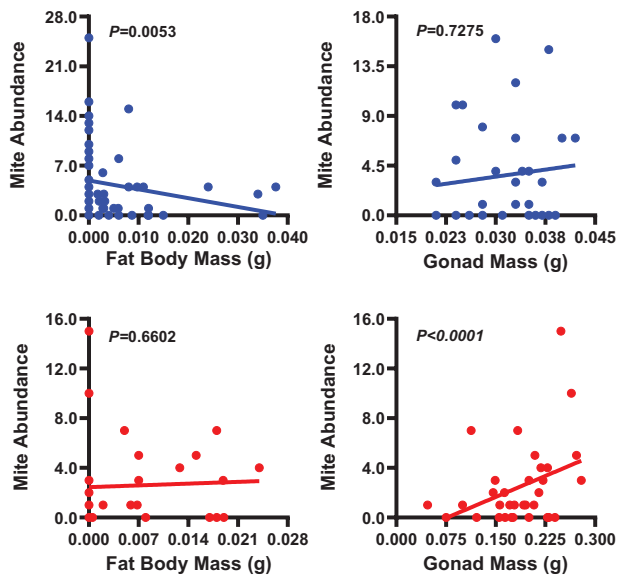 P=0.0053
Mite Abundance
28.0
21.0
14.0
7.0
0.0
0.000 0.010 0.020 0.030 0.040
Fat Body Mass (g)
P=0.7275
Mite Abundance
18.0
13.5
9.0
4.5
0.0
0.015 0.023 0.030 0.038 0.045
Gonad Mass (g)
P=0.6602
Mite Abundance
16.0
12.0
8.0
4.0
0.0
0.000 0.007 0.014 0.021 0.028
Fat Body Mass (g)
P<0.0001
Mite Abundance
16.0
12.0
8.0
4.0
0.0
0.000 0.075 0.150 0.225 0.300
Gonad Mass (g)